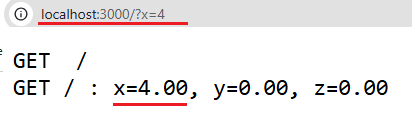 localhost:3000/?x=4
GET  /
GET / : x=4.00, y=0.00, z=0.00